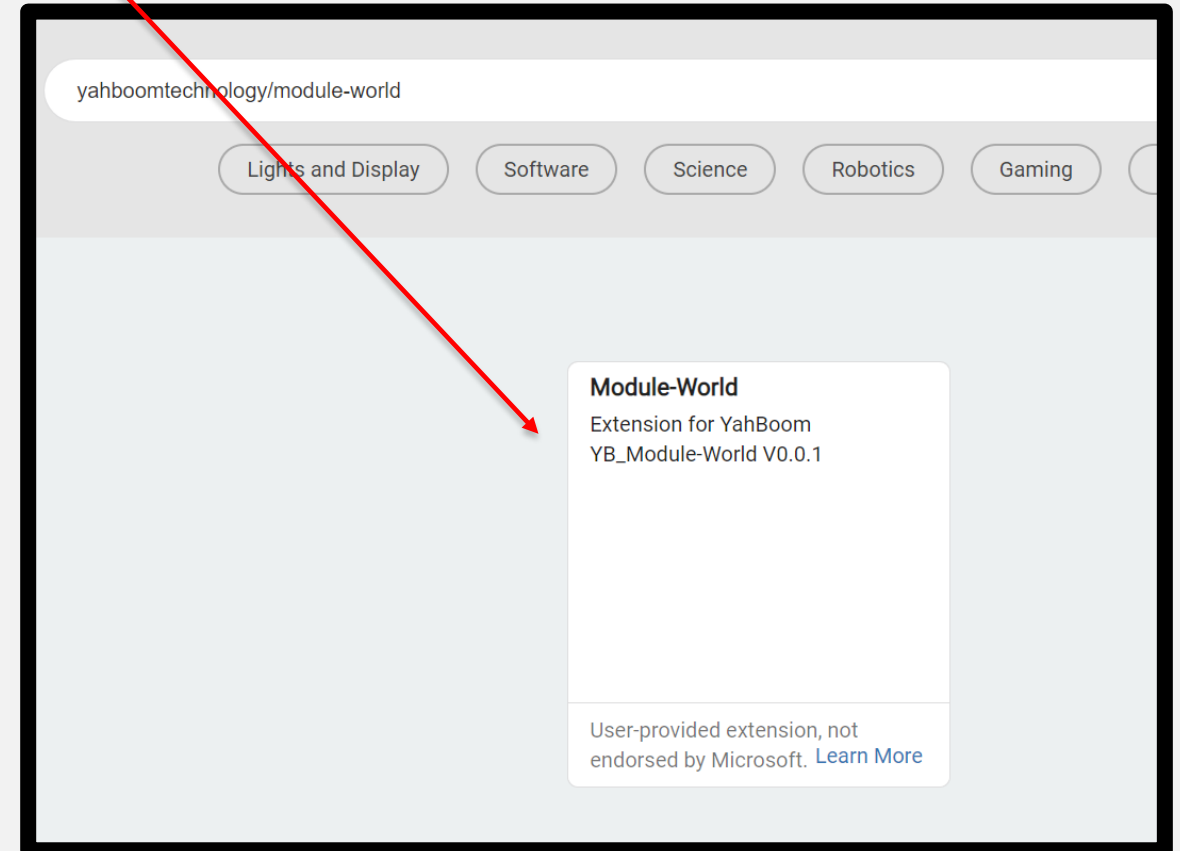 yahboomtechnology/module-world
Lights and Display
Software
Science
Robotics
Gaming
Module-World
Extension for YahBoom
YB_Module-World V0.0.1
User-provided extension, not
endorsed by Microsoft. Learn More